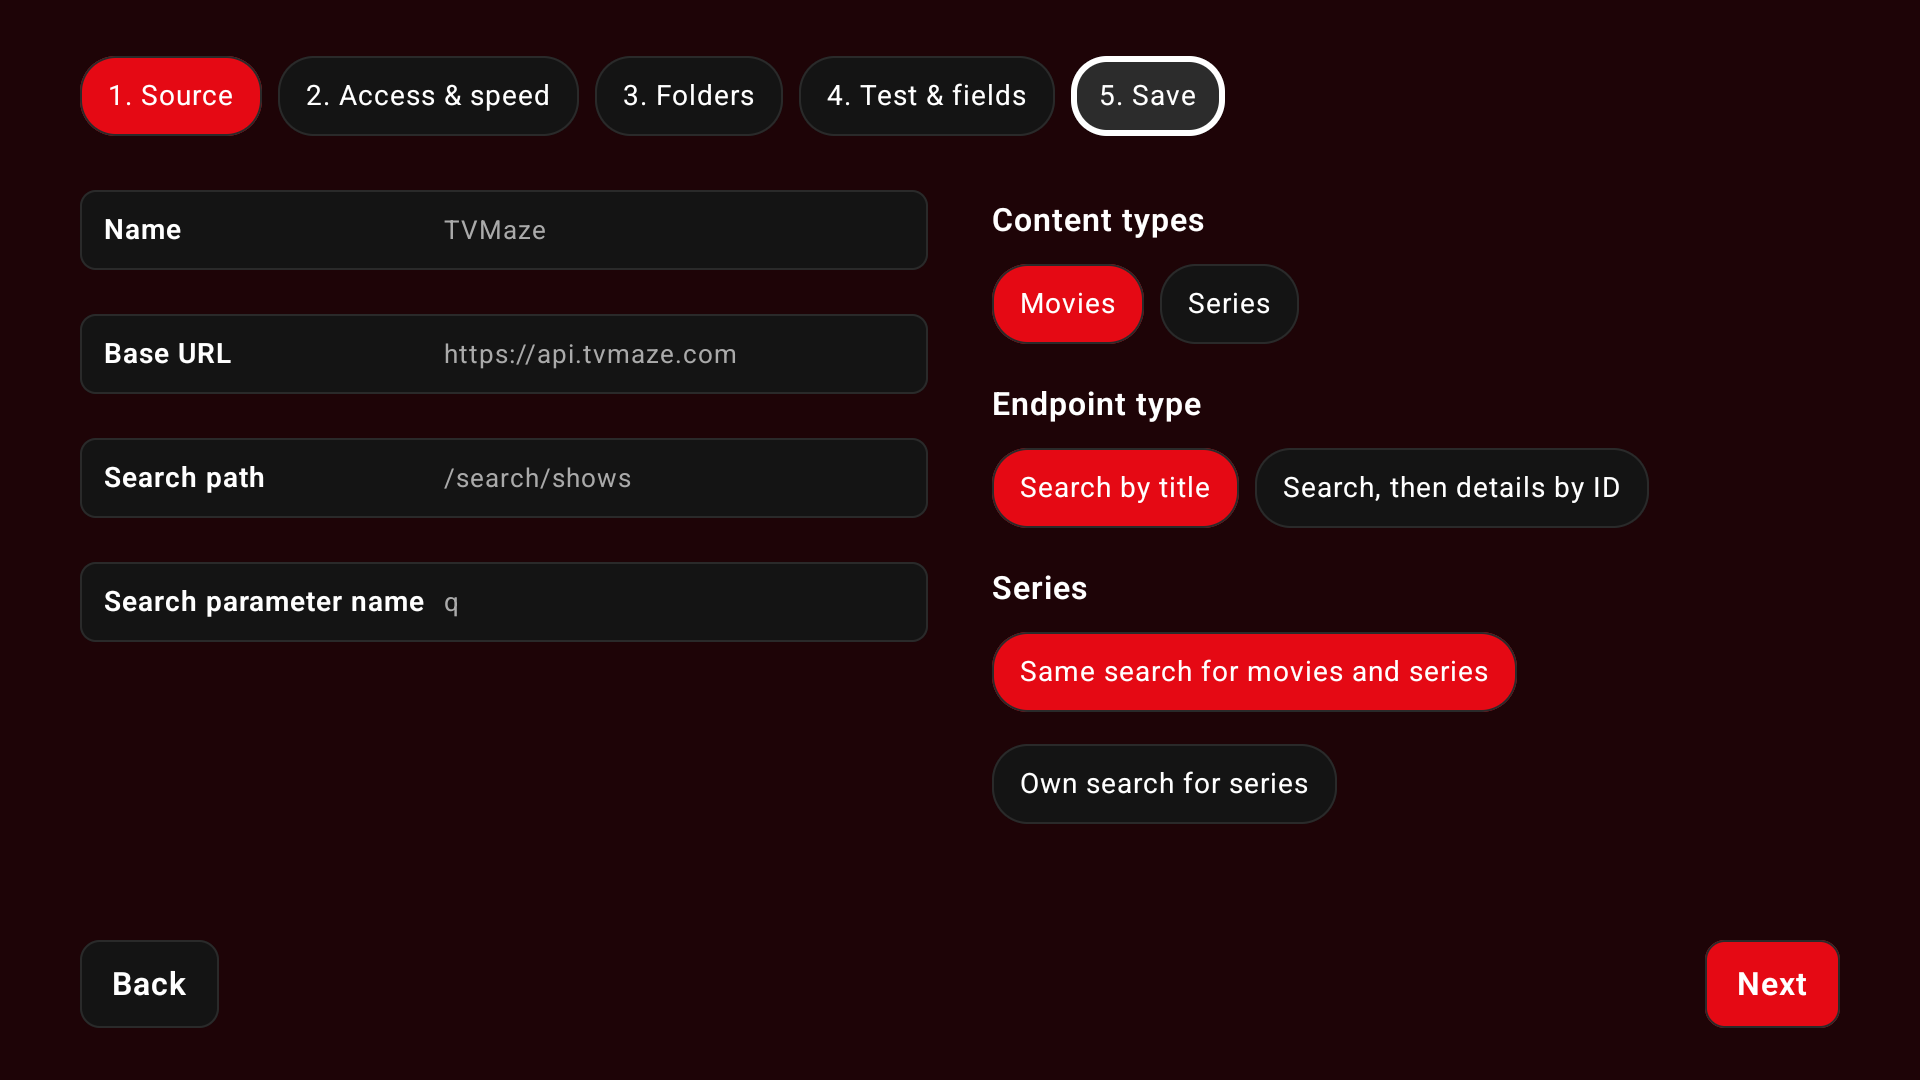 1. Source
2. Access & speed
3. Folders
4. Test & fields
5. Save
Name
TVMaze
Base URL
https://api.tvmaze.com
Search path
/search/shows
Search parameter name
q
Content types
Movies
Series
Endpoint type
Search by title
Search, then details by ID
Series
Same search for movies and series
Own search for series
Back
Next